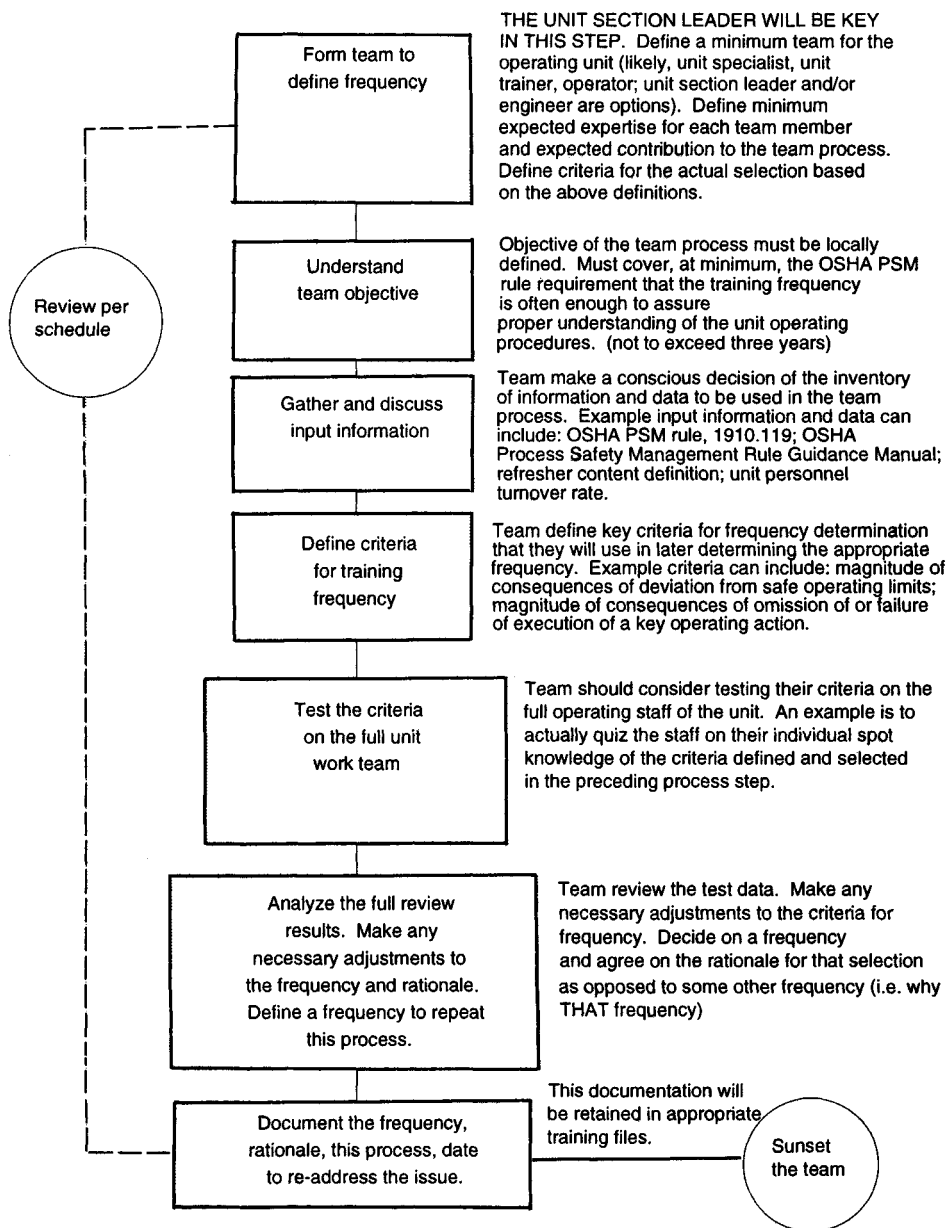 Form team to
define frequency
THE UNIT SECTION LEADER WILL BE KEY
IN THIS STEP. Define a minimum team for the
operating unit (likely, unit specialist, unit
trainer, operator; unit section leader and/or
engineer are options). Define minimum
expected expertise for each team member
and expected contribution to the team process.
Define criteria for the actual selection based
on the above definitions.
Review per
schedule
Understand
team objective
Objective of the team process must be locally
defined. Must cover, at minimum, the OSHA PSM
rule requirement that the training frequency
is often enough to assure
proper understanding of the unit operating
procedures. (not to exceed three years)
Gather and discuss
input information
Team make a conscious decision of the inventory
of information and data to be used in the team
process. Example input information and data can
include: OSHA PSM rule, 1910.119; OSHA
Process Safety Management Rule Guidance Manual;
refresher content definition; unit personnel
turnover rate.
Define criteria
for training
frequency
Team define key criteria for frequency determination
that they will use in later determining the appropriate
frequency. Example criteria can include: magnitude of
consequences of deviation from safe operating limits;
magnitude of consequences of omission of or failure
of execution of a key operating action.
Test the criteria
on the full unit
work team
Team should consider testing their criteria on the
full operating staff of the unit. An example is to
actually quiz the staff on their individual spot
knowledge of the criteria defined and selected
in the preceding process step.
Analyze the full review
results. Make any
necessary adjustments to
the frequency and rationale.
Define a frequency to repeat
this process.
Team review the test data. Make any
necessary adjustments to the criteria for
frequency. Decide on a frequency
and agree on the rationale for that selection
as opposed to some other frequency (i.e. why
THAT frequency)
Document the frequency,
rationale, this process, date
to re-address the issue.
This documentation will
be retained in appropriate
training files.
Sunset
the team